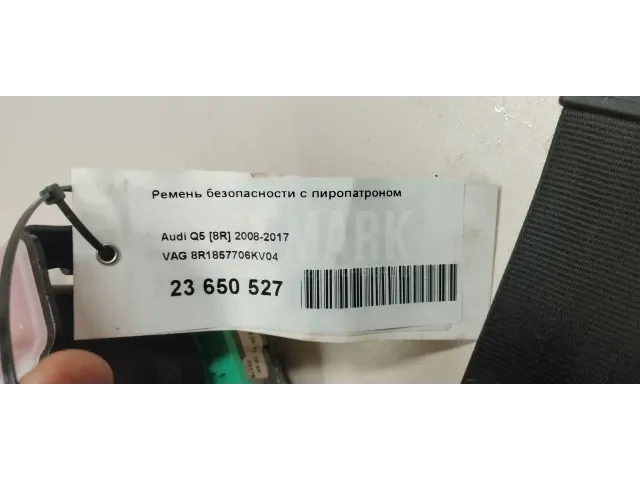 Ремень безопасности с пиропатроном
Audi Q5 [8R] 2008-2017
VAG 8R1857706KV04
23 650 527